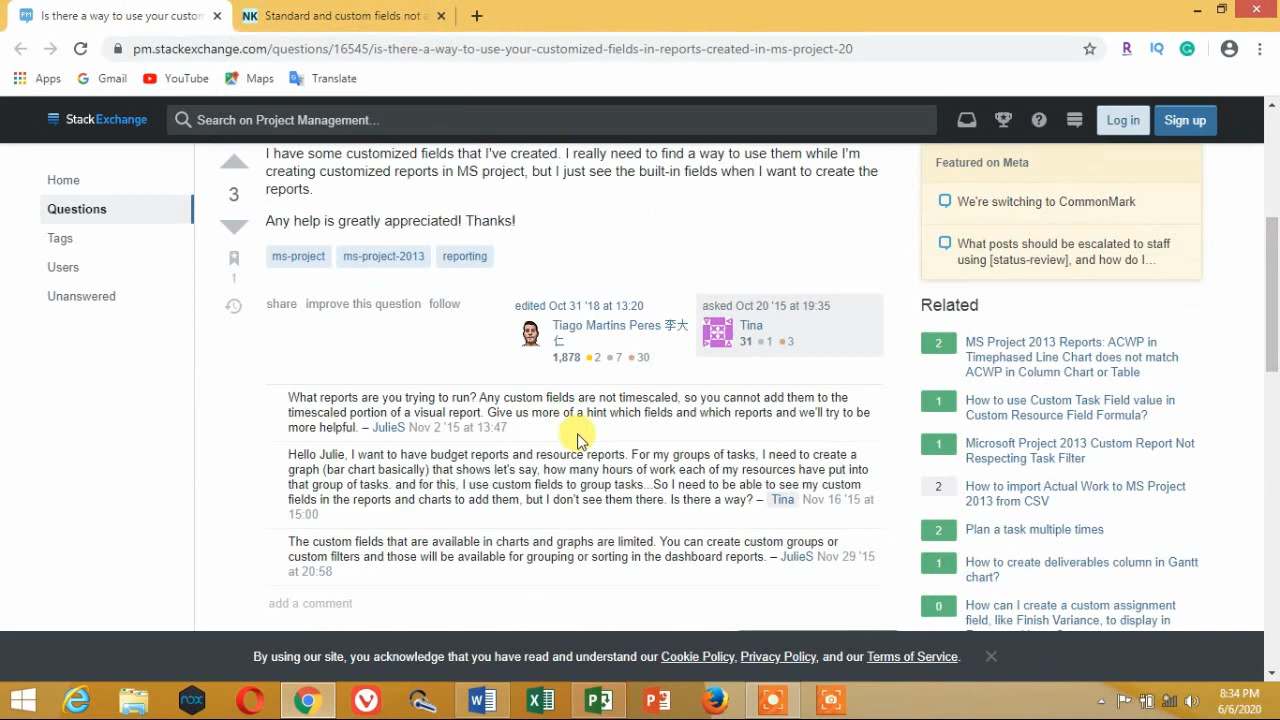 Is there a way to use your custom
Standard and custom fields not a
pm.stackexchange.com/questions/16545/is-there-a-way-to-use-your-customized-fields-in-reports-created-in-ms-project-20
Apps
Gmail
YouTube
Maps
Translate
StackExchange
Search on Project Management...
Log in
Sign up
Home
Questions
Tags
Users
Unanswered
3
1
I have some customized fields that I've created. I really need to find a way to use them while I'm
creating customized reports in MS project, but I just see the built-in fields when I want to create the
reports.
Any help is greatly appreciated! Thanks!
ms-project
ms-project-2013
reporting
share improve this question follow
edited Oct 31 '18 at 13:20
Tiago Martins Peres 李大
仁
1,878 2 7 30
asked Oct 20 '15 at 19:35
Tina
31 1 3
What reports are you trying to run? Any custom fields are not timescaled, so you cannot add them to the
timescaled portion of a visual report. Give us more of a hint which fields and which reports and we'll try to be
more helpful. – JulieS Nov 2 '15 at 13:47
Hello Julie, I want to have budget reports and resource reports. For my groups of tasks, I need to create a
graph (bar chart basically) that shows let's say, how many hours of work each of my resources have put into
that group of tasks. and for this, I use custom fields to group tasks...So I need to be able to see my custom
fields in the reports and charts to add them, but I don't see them there. Is there a way? – Tina Nov 16 '15 at
15:00
The custom fields that are available in charts and graphs are limited. You can create custom groups or
custom filters and those will be available for grouping or sorting in the dashboard reports. – JulieS Nov 29 '15
at 20:58
add a comment
Featured on Meta
We're switching to CommonMark
What posts should be escalated to staff
using [status-review], and how do I...
Related
2 MS Project 2013 Reports: ACWP in
Timephased Line Chart does not match
ACWP in Column Chart or Table
1 How to use Custom Task Field value in
Custom Resource Field Formula?
1 Microsoft Project 2013 Custom Report Not
Respecting Task Filter
2 How to import Actual Work to MS Project
2013 from CSV
2 Plan a task multiple times
1 How to create deliverables column in Gantt
chart?
0 How can I create a custom assignment
field, like Finish Variance, to display in
By using our site, you acknowledge that you have read and understand our Cookie Policy, Privacy Policy, and our Terms of Service.
8:34 PM
6/6/2020